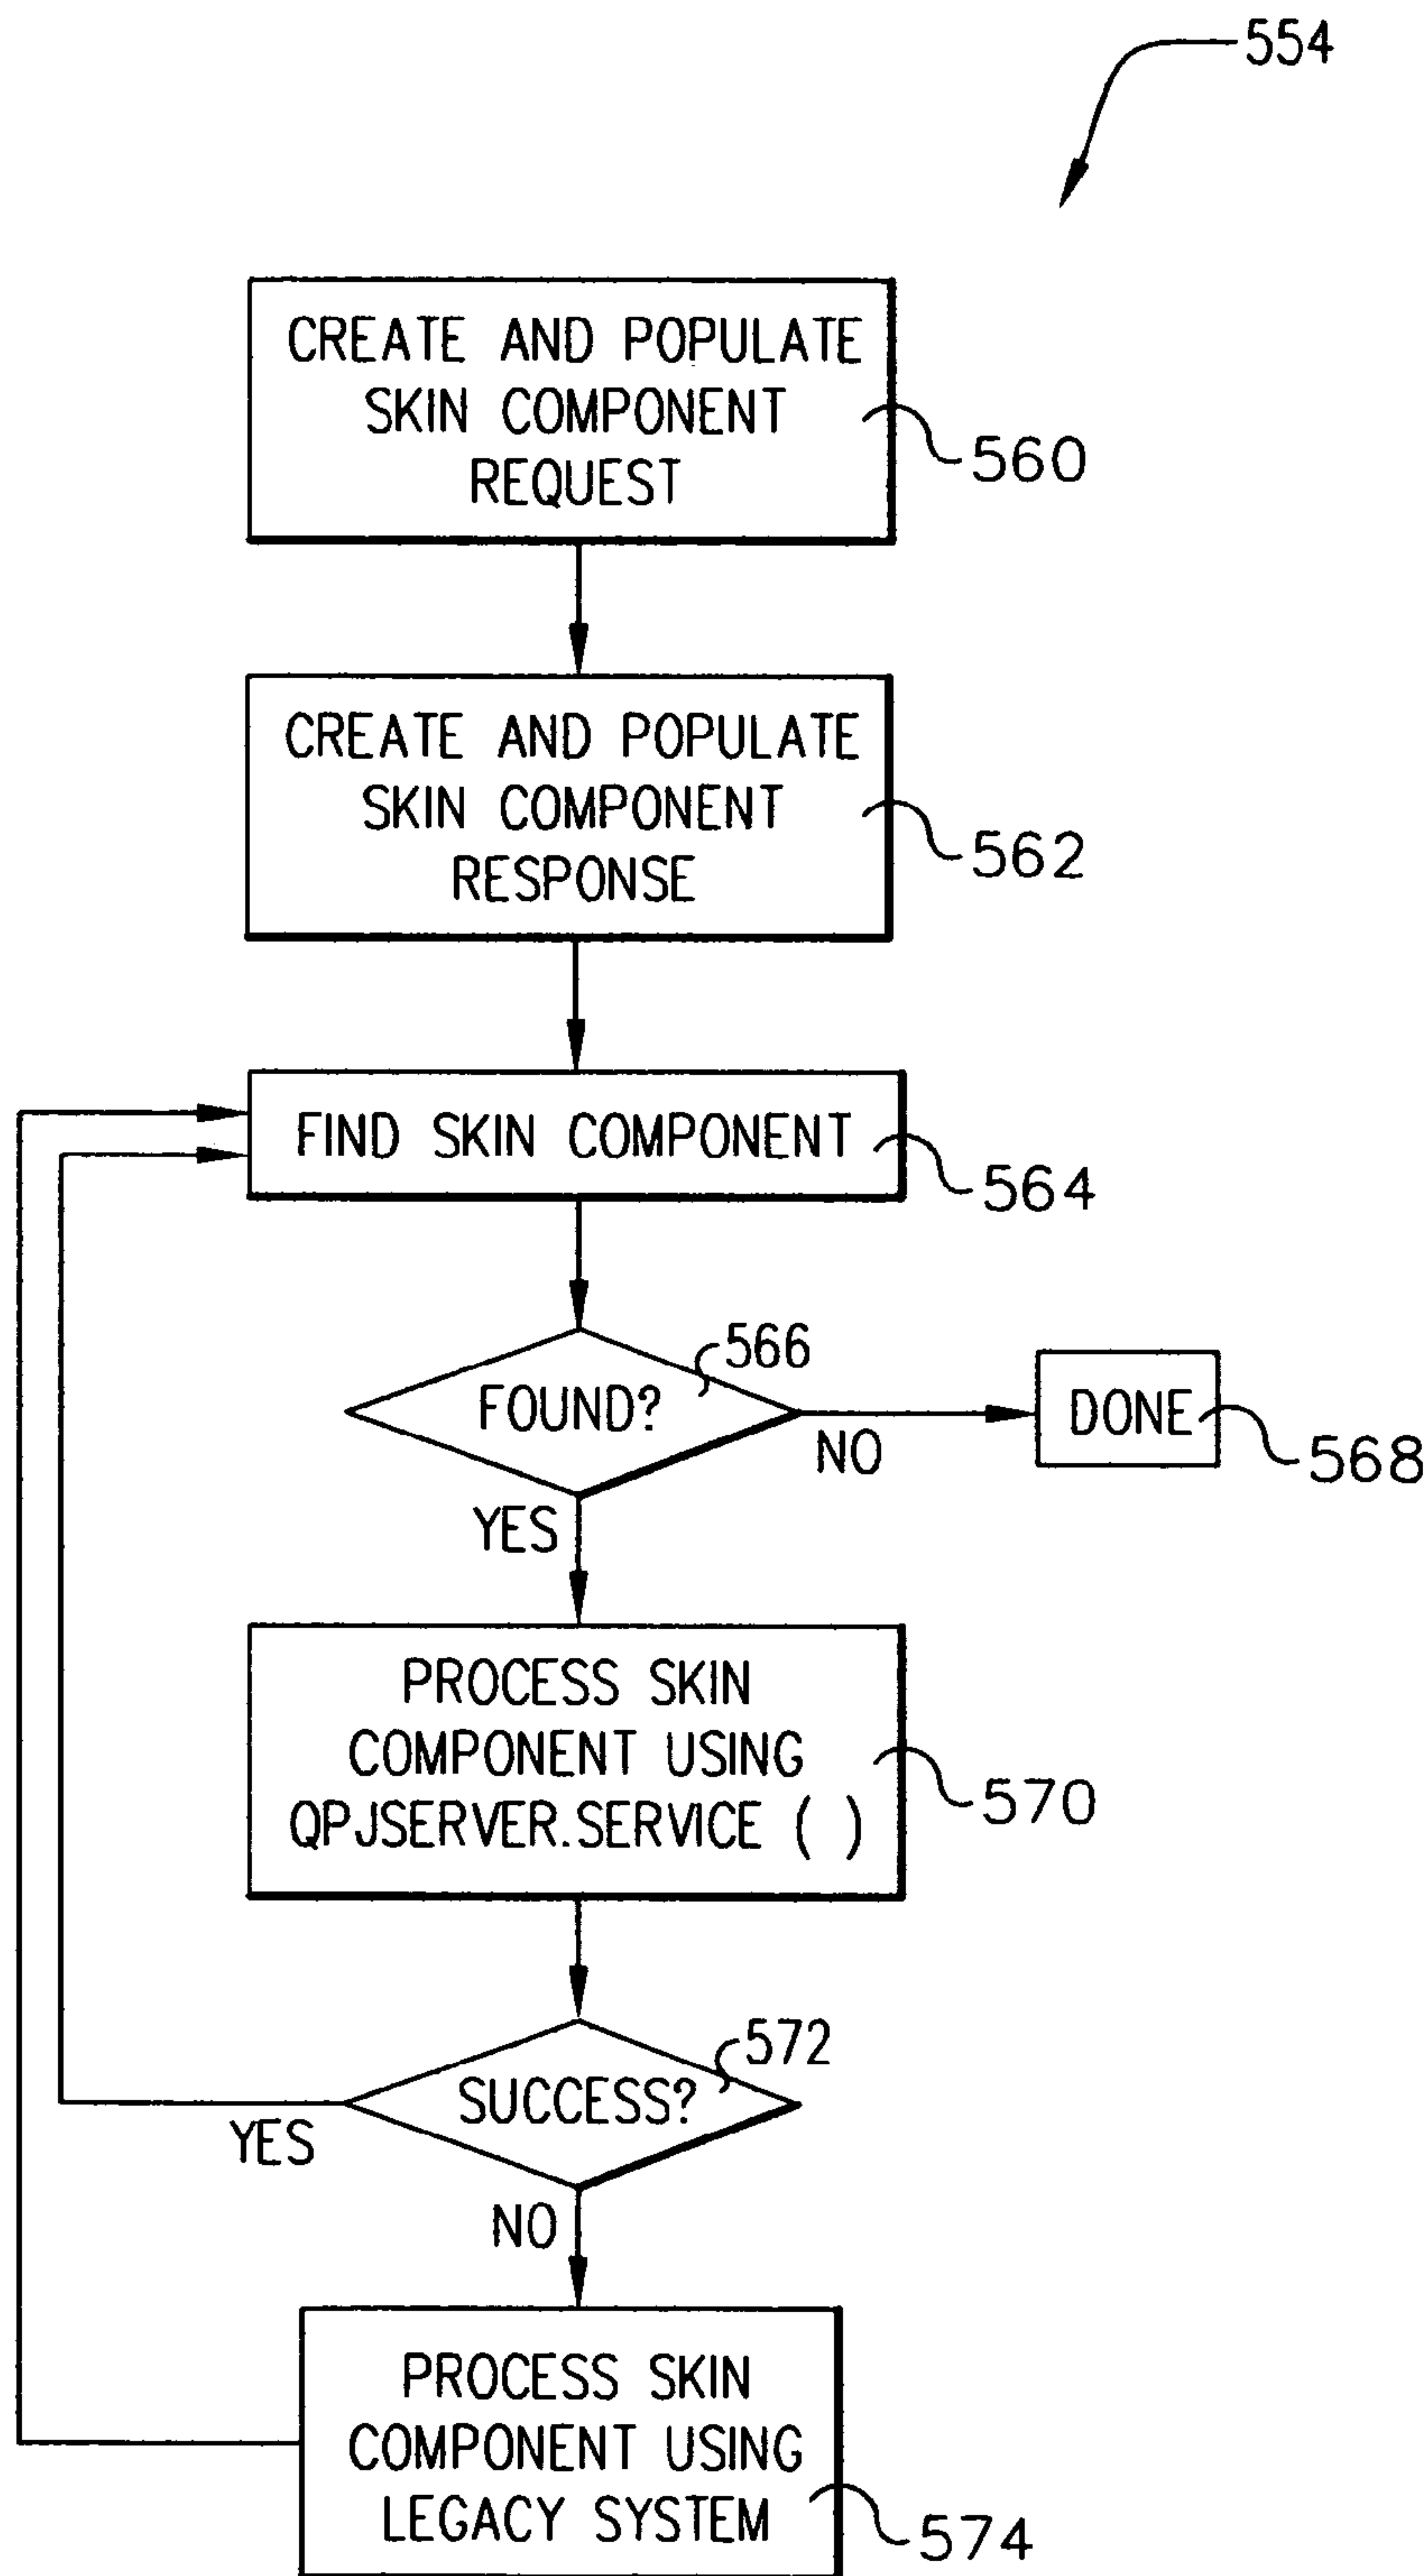 554
CREATE AND POPULATE
SKIN COMPONENT
REQUEST
560
CREATE AND POPULATE
SKIN COMPONENT
RESPONSE
562
FIND SKIN COMPONENT
564
566
FOUND?
NO
DONE
568
YES
PROCESS SKIN
COMPONENT USING
QPJSERVER.SERVICE ( )
570
572
SUCCESS?
YES
NO
PROCESS SKIN
COMPONENT USING
LEGACY SYSTEM
574